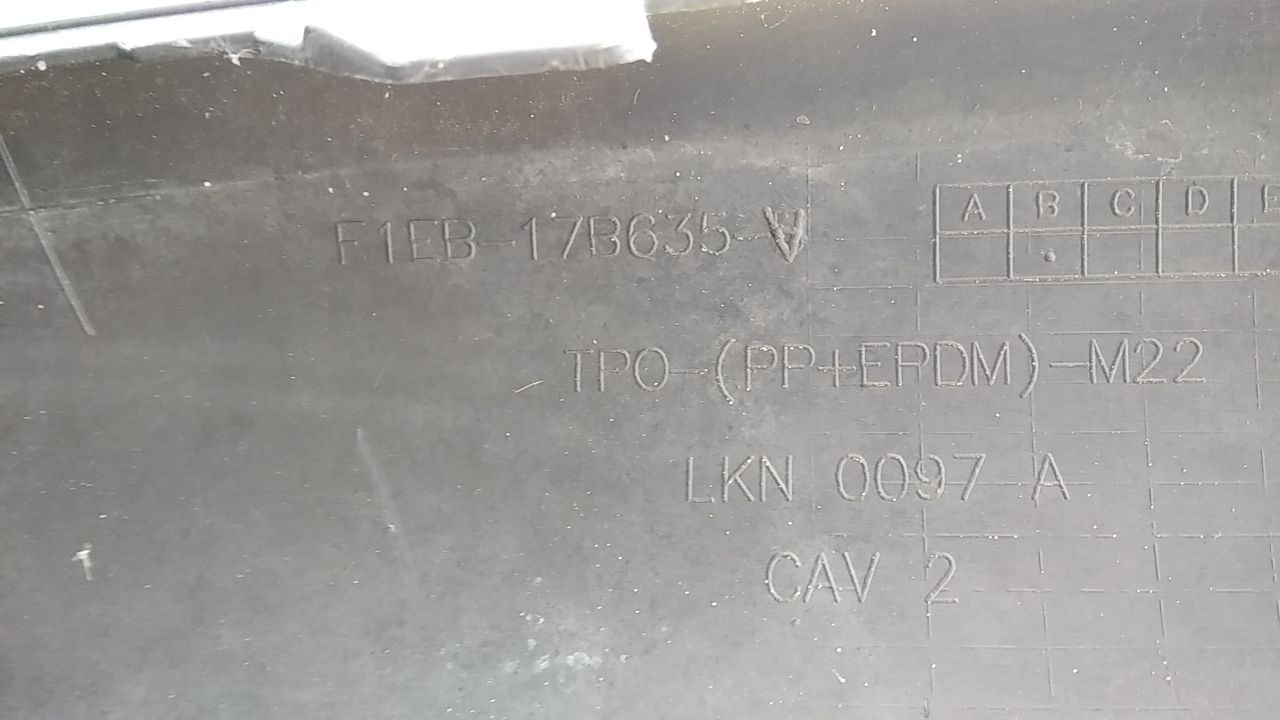 F1EB-17B635-
A B C D E
TPO-(PP+EPDM)-M22
LKN 0097 A
CAV 2